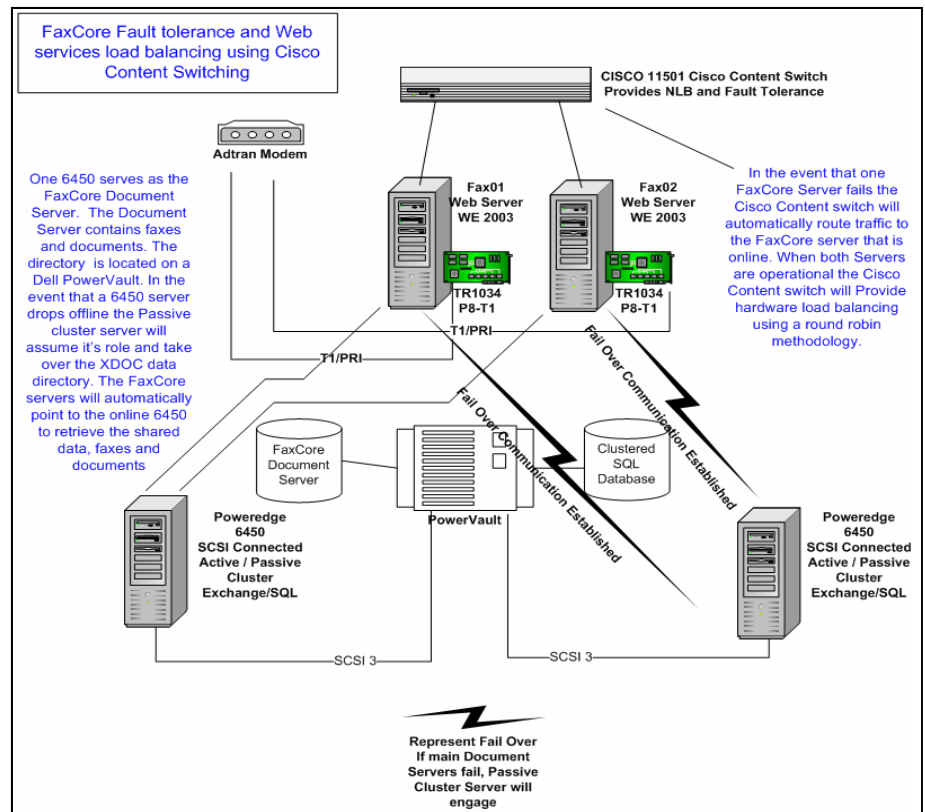 FaxCore Fault tolerance and Web
services load balancing using Cisco
Content Switching
CISCO 11501 Cisco Content Switch
Provides NLB and Fault Tolerance
Adtran Modem
One 6450 serves as the
FaxCore Document
Server. The Document
Server contains faxes
and documents. The
directory is located on a
Dell PowerVault. In the
event that a 6450 server
drops offline the Passive
cluster server will
assume it's role and take
over the XDOC data
directory. The FaxCore
servers will automatically
point to the online 6450
to retrieve the shared
data, faxes and
documents
Fax01
Web Server
WE 2003
TR1034
P8-T1
Fax02
Web Server
WE 2003
TR1034
P8-T1
In the event that one
FaxCore Server fails the
Cisco Content switch will
automatically route traffic to
the FaxCore server that is
online. When both Servers
are operational the Cisco
Content switch will Provide
hardware load balancing
using a round robin
methodology.
T1/PRI
T1/PRI
Fail Over Communication Established
Fail Over Communication Established
FaxCore
Document
Server
PowerVault
Clustered
SQL
Database
Poweredge
6450
SCSI Connected
Active / Passive
Cluster
Exchange/SQL
Poweredge
6450
SCSI Connected
Active / Passive
Cluster
Exchange/SQL
SCSI 3
SCSI 3
Represent Fail Over
If main Document
Servers fail, Passive
Cluster Server will
engage